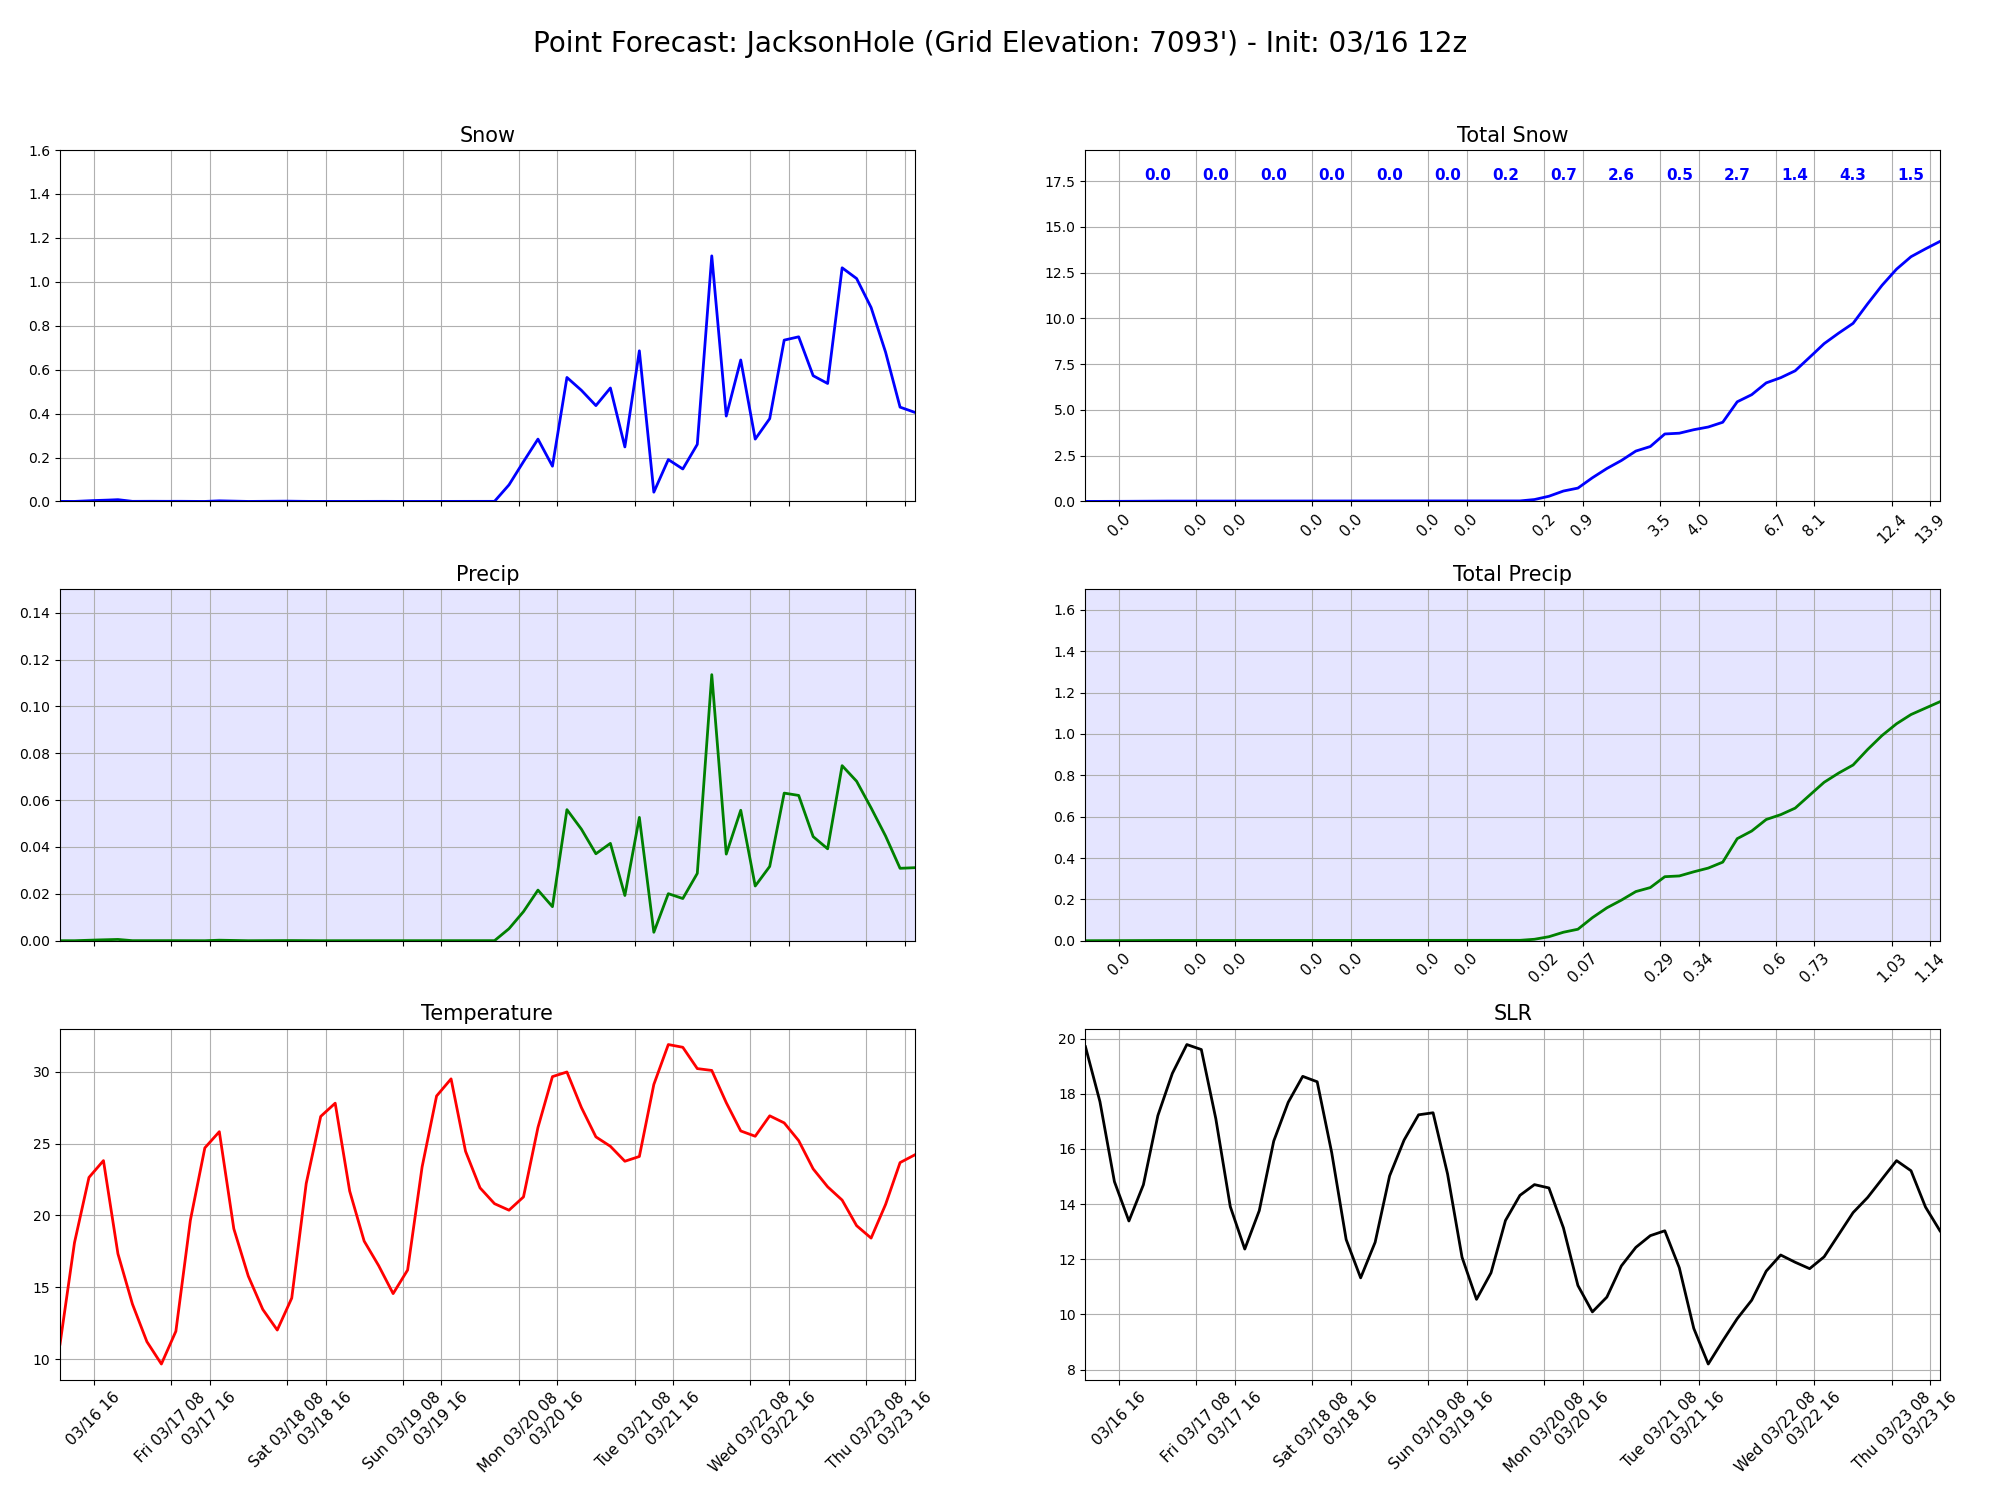 Point Forecast: JacksonHole (Grid Elevation: 7093') - Init: 03/16 12z
Snow
1.6
1.4
1.2
1.0
0.8
0.6
0.4
0.2
0.0
Total Snow
0.0 0.0 0.0 0.0 0.0 0.0 0.2 0.7 2.6 0.5 2.7 1.4 4.3 1.5
17.5
15.0
12.5
10.0
7.5
5.0
2.5
0.0
0.0 0.0 0.0 0.0 0.0 0.0 0.0 0.2 0.9 3.5 4.0 6.7 8.1 12.4 13.9
Precip
0.14
0.12
0.10
0.08
0.06
0.04
0.02
0.00
Total Precip
1.6
1.4
1.2
1.0
0.8
0.6
0.4
0.2
0.0
0.0 0.0 0.0 0.0 0.0 0.0 0.0 0.02 0.07 0.29 0.34 0.6 0.73 1.03 1.14
Temperature
30
25
20
15
10
03/16 16
Fri 03/17 08
03/17 16
Sat 03/18 08
03/18 16
Sun 03/19 08
03/19 16
Mon 03/20 08
03/20 16
Tue 03/21 08
03/21 16
Wed 03/22 08
03/22 16
Thu 03/23 08
03/23 16
SLR
20
18
16
14
12
10
8
03/16 16
Fri 03/17 08
03/17 16
Sat 03/18 08
03/18 16
Sun 03/19 08
03/19 16
Mon 03/20 08
03/20 16
Tue 03/21 08
03/21 16
Wed 03/22 08
03/22 16
Thu 03/23 08
03/23 16